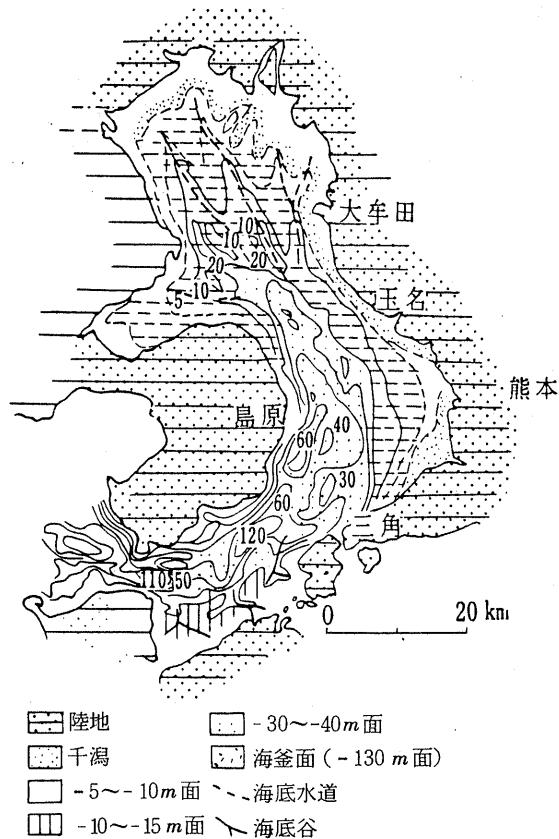 大牟田
10
10
20
20
10
5
玉名
熊本
島原
60
40
30
60
三角
120
110
50
0 20 km
陸地
干潟
-5~-10m面
-10~-15m面
-30~-40m面
海釜面(-130m面)
海底水道
海底谷